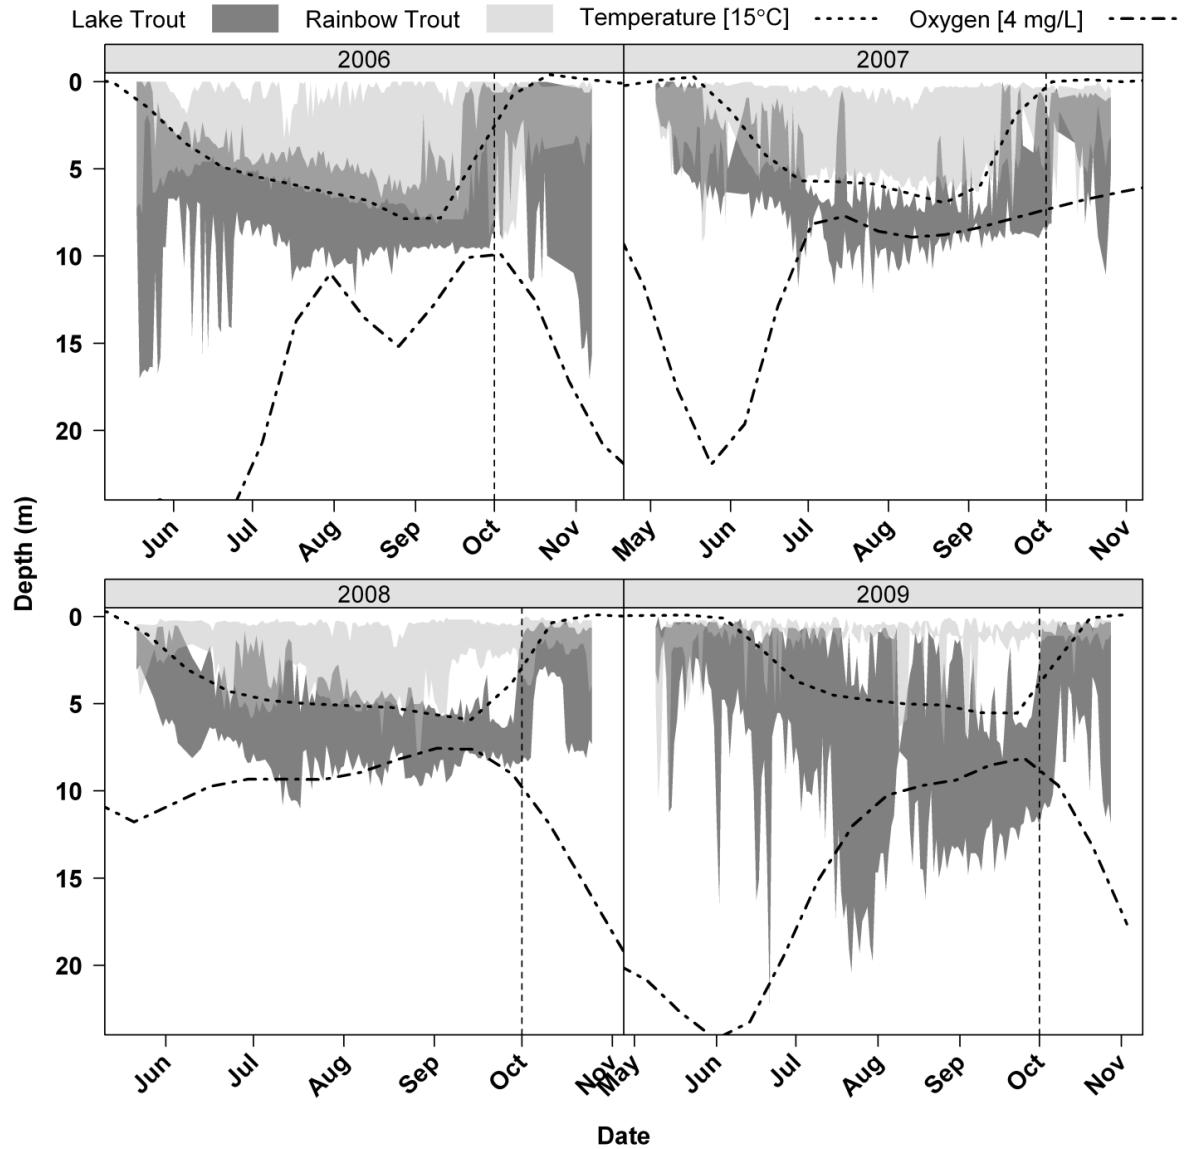 Lake Trout Rainbow Trout Temperature [15°C] Oxygen [4 mg/L]
2006 2007
0
5
10
15
20
Jun Jul Aug Sep Oct Nov May Jun Jul Aug Sep Oct Nov
Depth (m)
2008 2009
0
5
10
15
20
Jun Jul Aug Sep Oct Nov May Jun Jul Aug Sep Oct Nov
Date